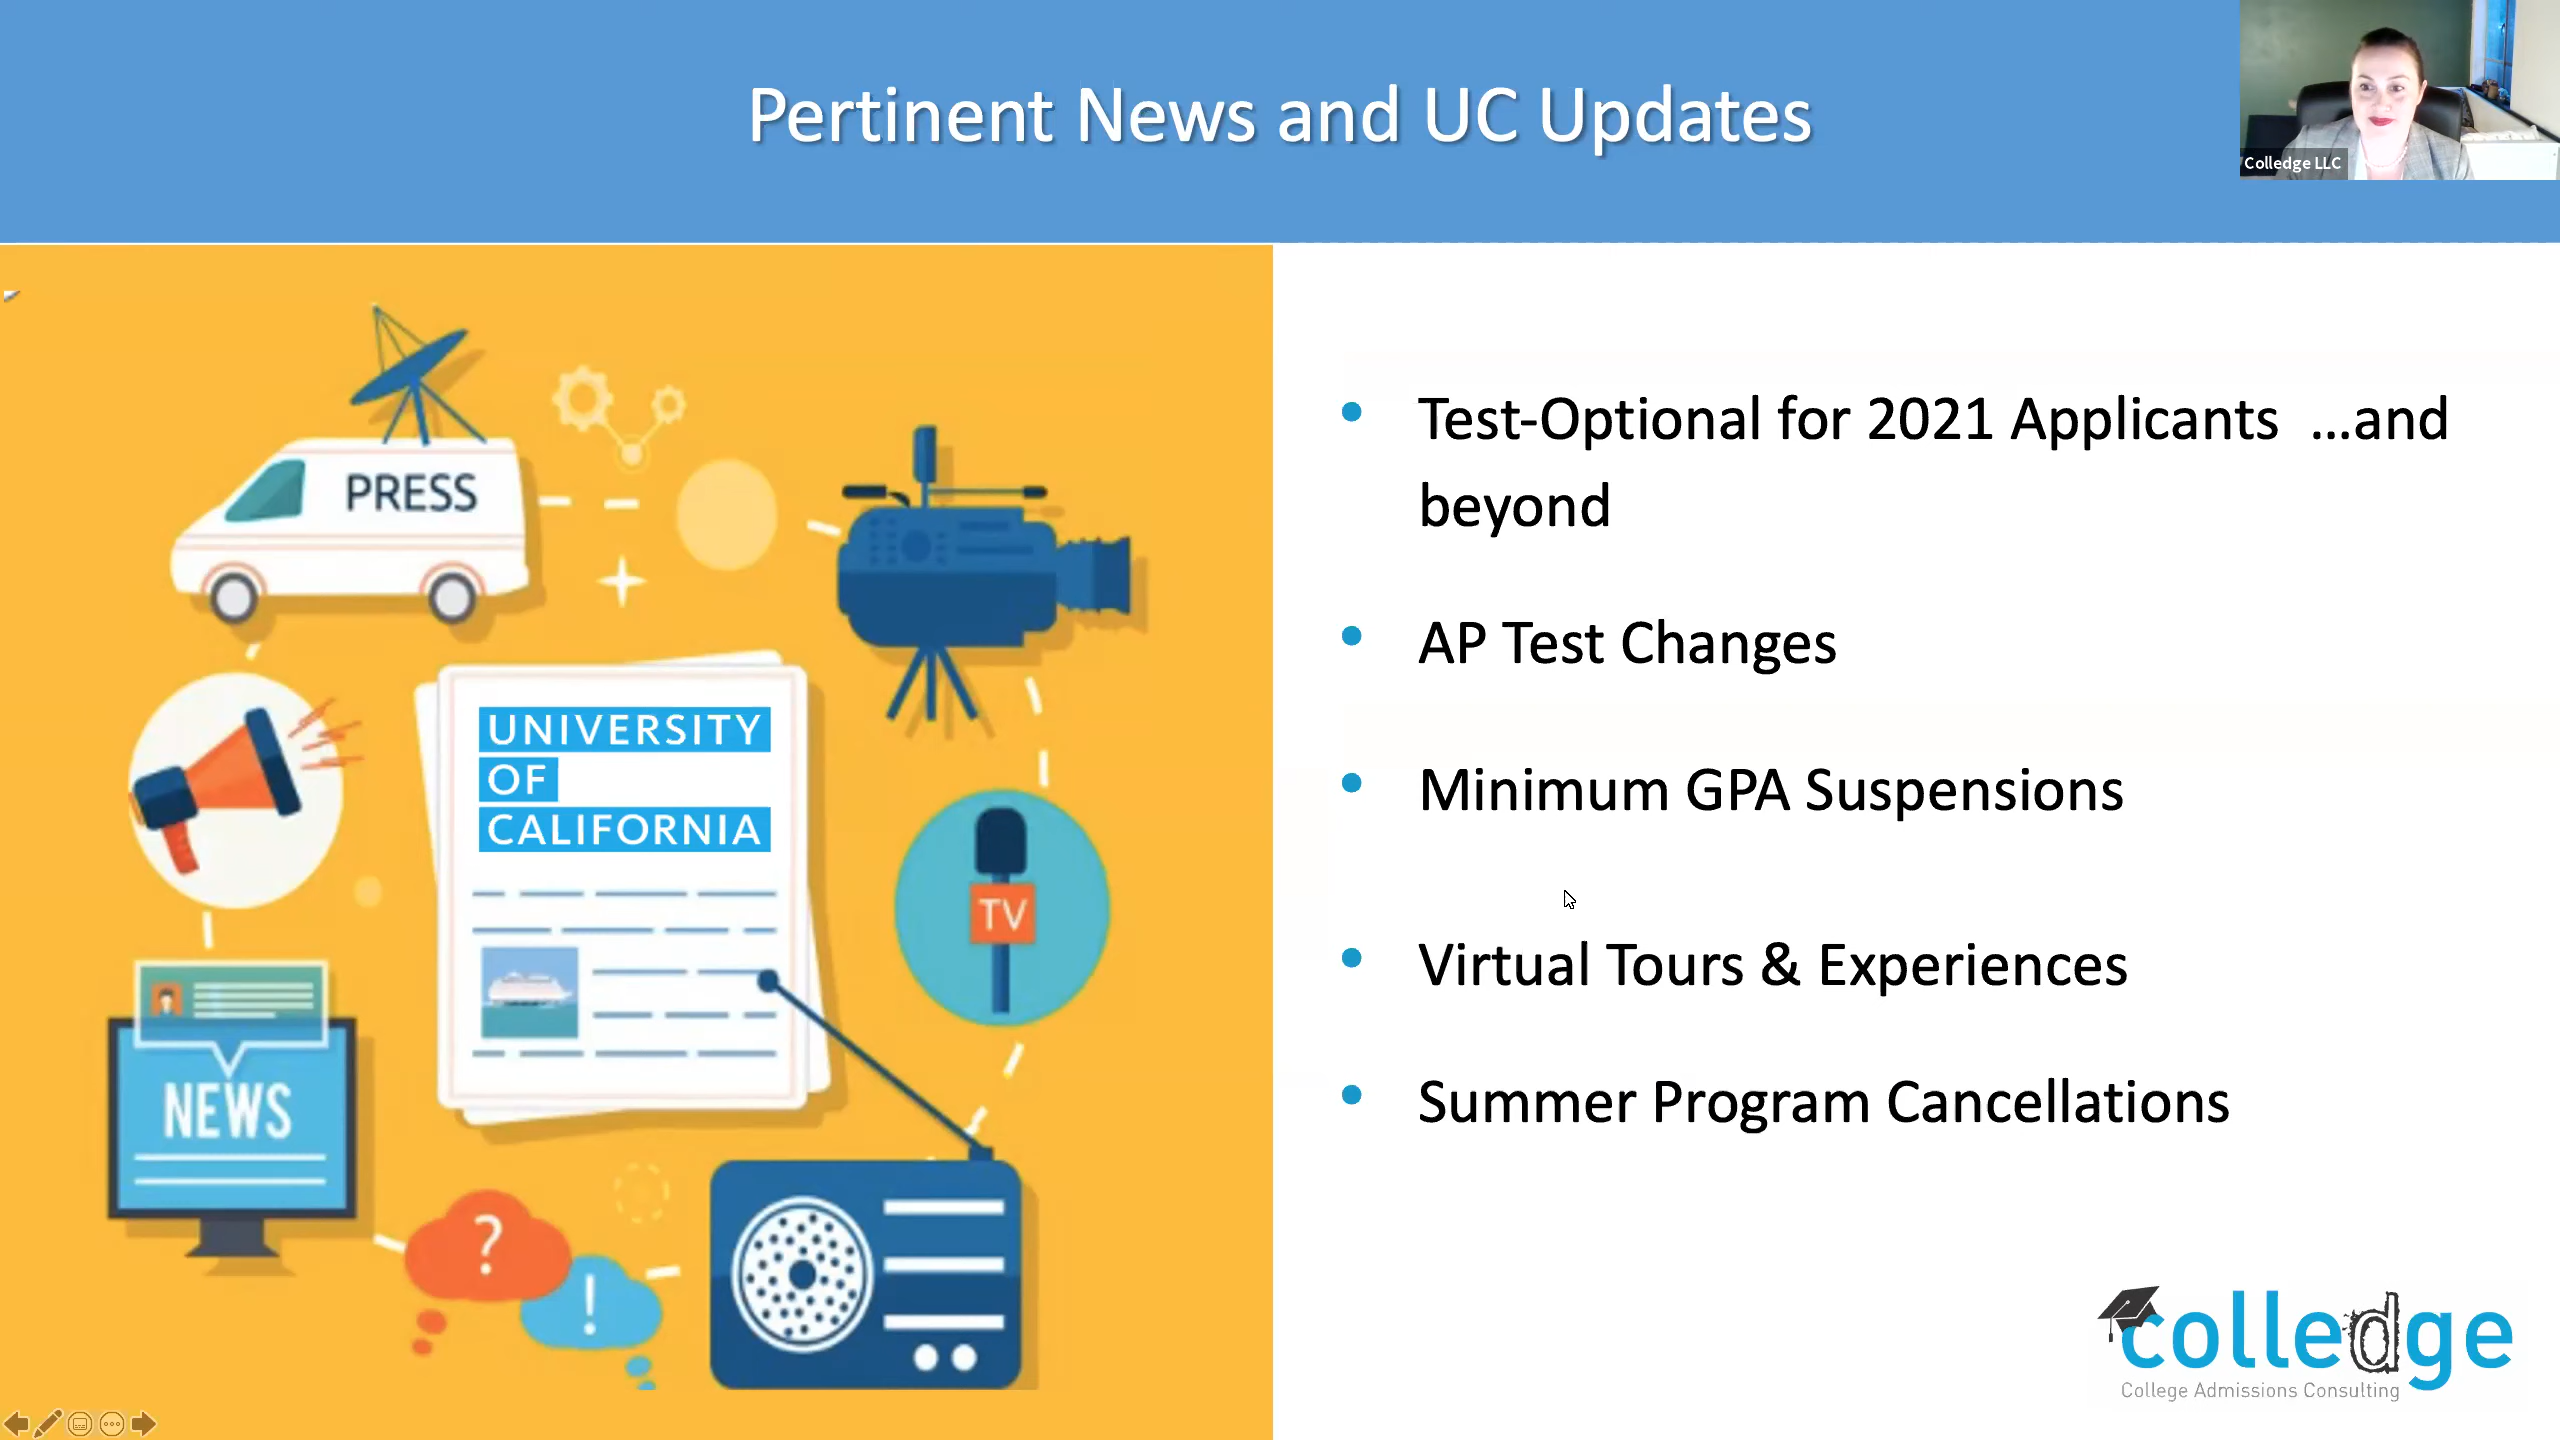 Pertinent News and UC Updates
Colledge LLC
PRESS
UNIVERSITY
OF
CALIFORNIA
TV
NEWS
?
!
• Test-Optional for 2021 Applicants ...and
beyond
• AP Test Changes
• Minimum GPA Suspensions
• Virtual Tours & Experiences
• Summer Program Cancellations
colledge
College Admissions Consulting